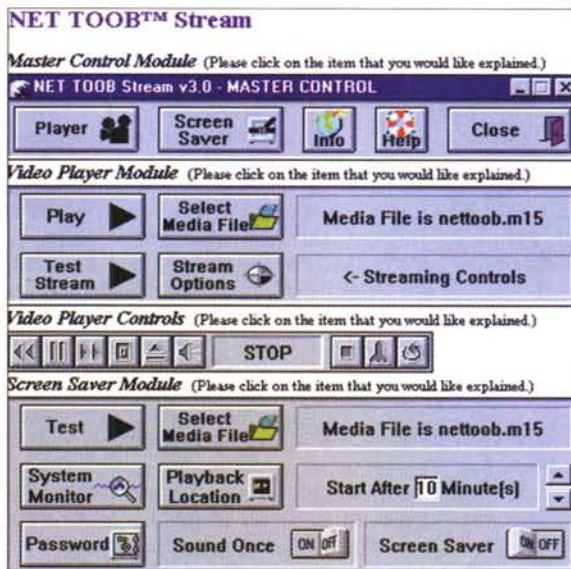 NET TOOB™ Stream
Master Control Module (Please click on the item that you would like explained.)
NET TOOB Stream v3.0 - MASTER CONTROL
Player Screen Saver Info Help Close
Video Player Module (Please click on the item that you would like explained.)
Play Select Media File Media File is nettoob.m15
Test Stream Stream Options <- Streaming Controls
Video Player Controls (Please click on the item that you would like explained.)
STOP
Screen Saver Module (Please click on the item that you would like explained.)
Test Select Media File Media File is nettoob.m15
System Monitor Playback Location Start After 10 Minute(s)
Password Sound Once ON OFF Screen Saver ON OFF